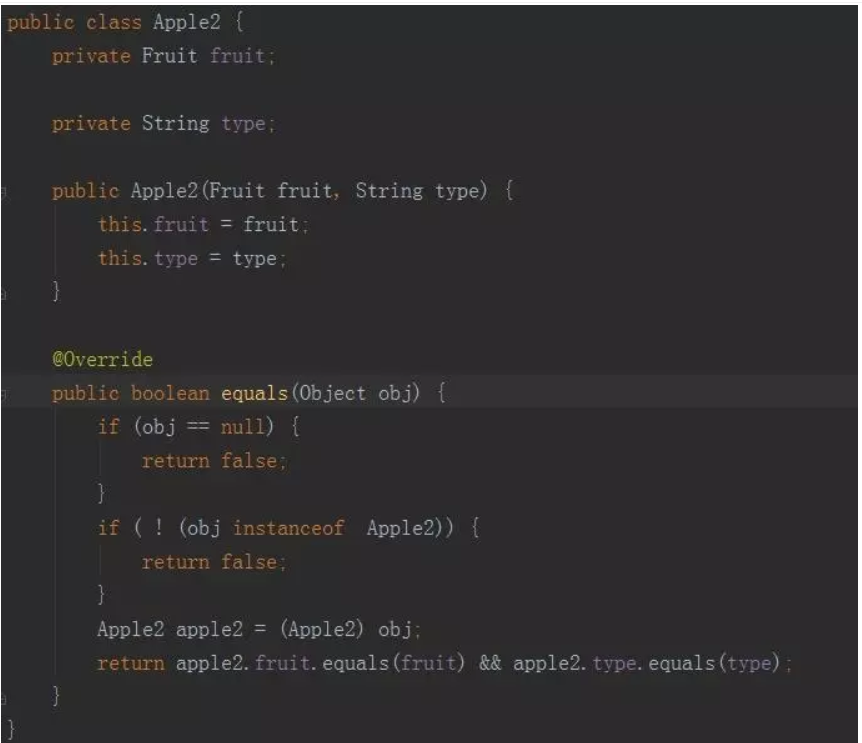 public class Apple2 {
    private Fruit fruit;
    private String type;
    public Apple2(Fruit fruit, String type) {
        this.fruit = fruit;
        this.type = type;
    }
    @Override
    public boolean equals(Object obj) {
        if (obj == null) {
            return false;
        }
        if ( ! (obj instanceof  Apple2)) {
            return false;
        }
        Apple2 apple2 = (Apple2) obj;
        return apple2.fruit.equals(fruit) && apple2.type.equals(type);
    }
}